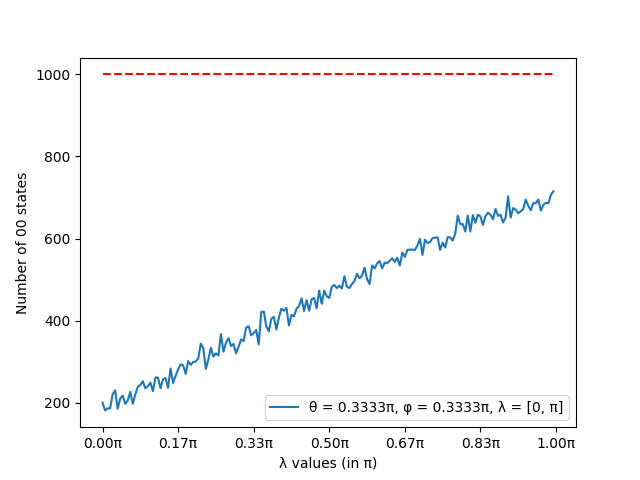 1000
800
600
400
200
Number of 00 states
θ = 0.3333π, φ = 0.3333π, λ = [0, π]
0.00π 0.17π 0.33π 0.50π 0.67π 0.83π 1.00π
λ values (in π)